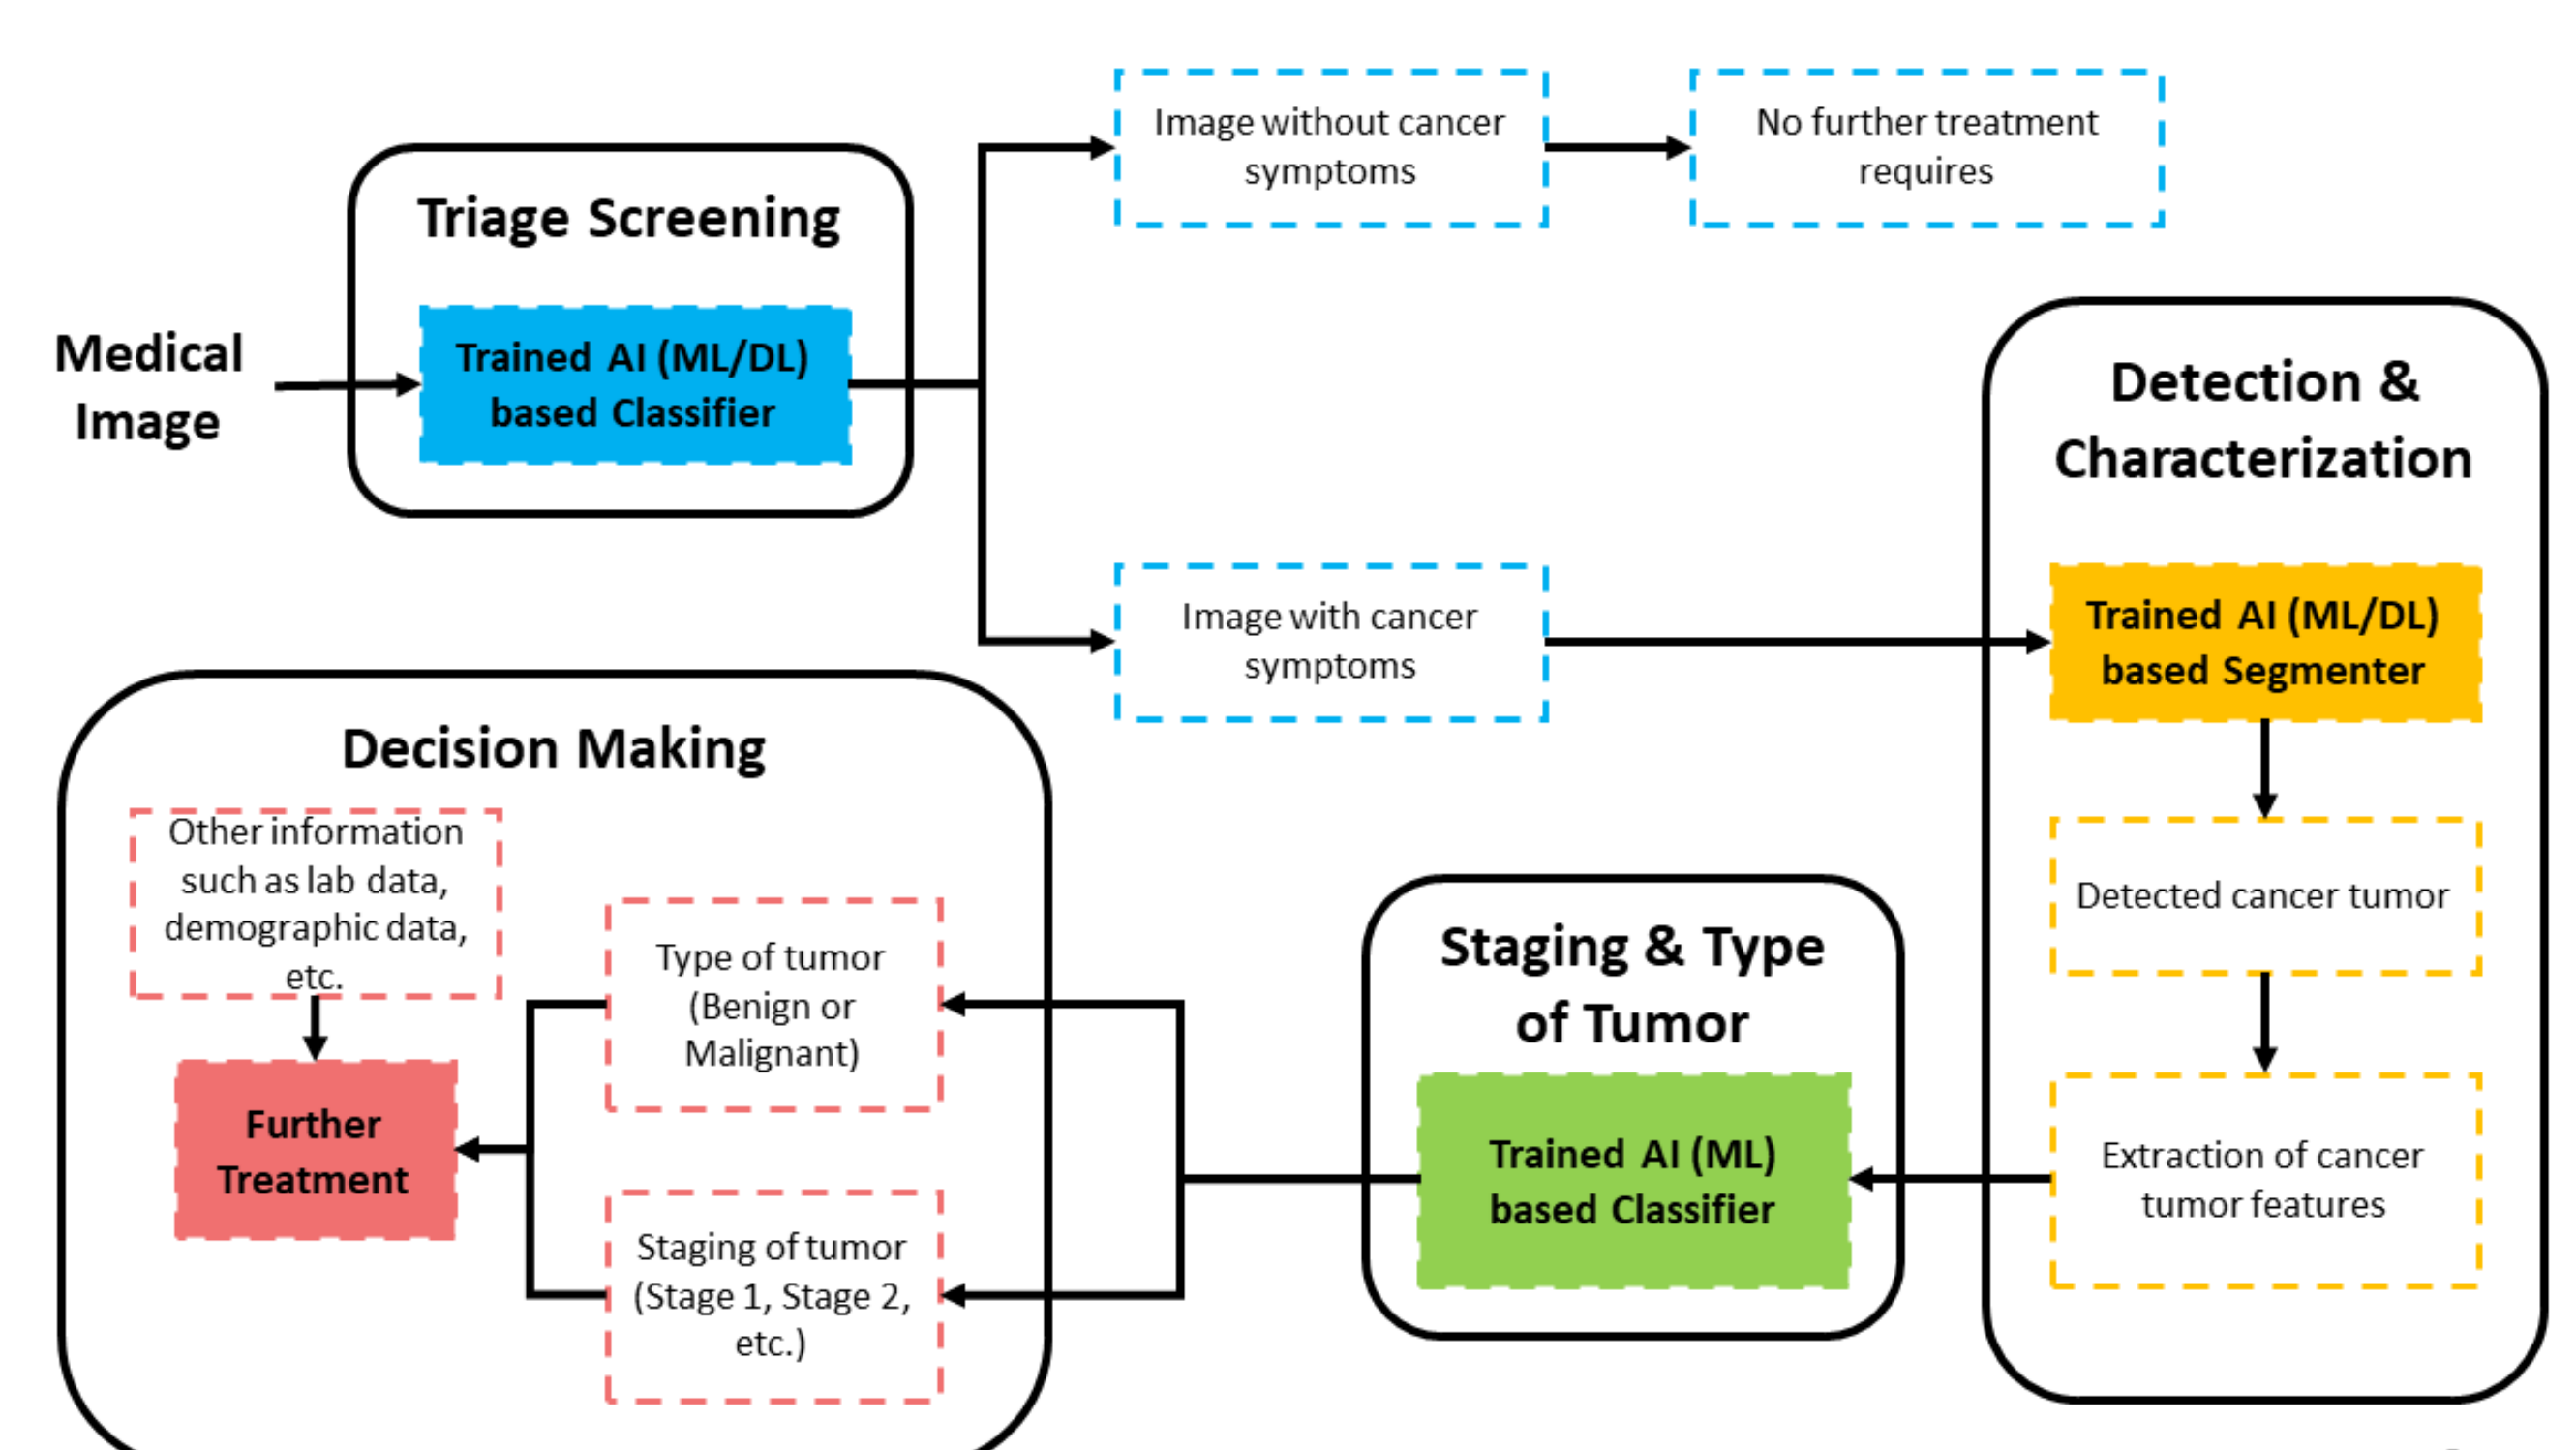 Image without cancer
symptoms
No further treatment
requires
Triage Screening
Trained AI (ML/DL)
based Classifier
Medical
Image
Detection &
Characterization
Image with cancer
symptoms
Trained AI (ML/DL)
based Segmenter
Detected cancer tumor
Extraction of cancer
tumor features
Staging & Type
of Tumor
Trained AI (ML)
based Classifier
Decision Making
Other information
such as lab data,
demographic data,
etc.
Type of tumor
(Benign or
Malignant)
Further
Treatment
Staging of tumor
(Stage 1, Stage 2,
etc.)